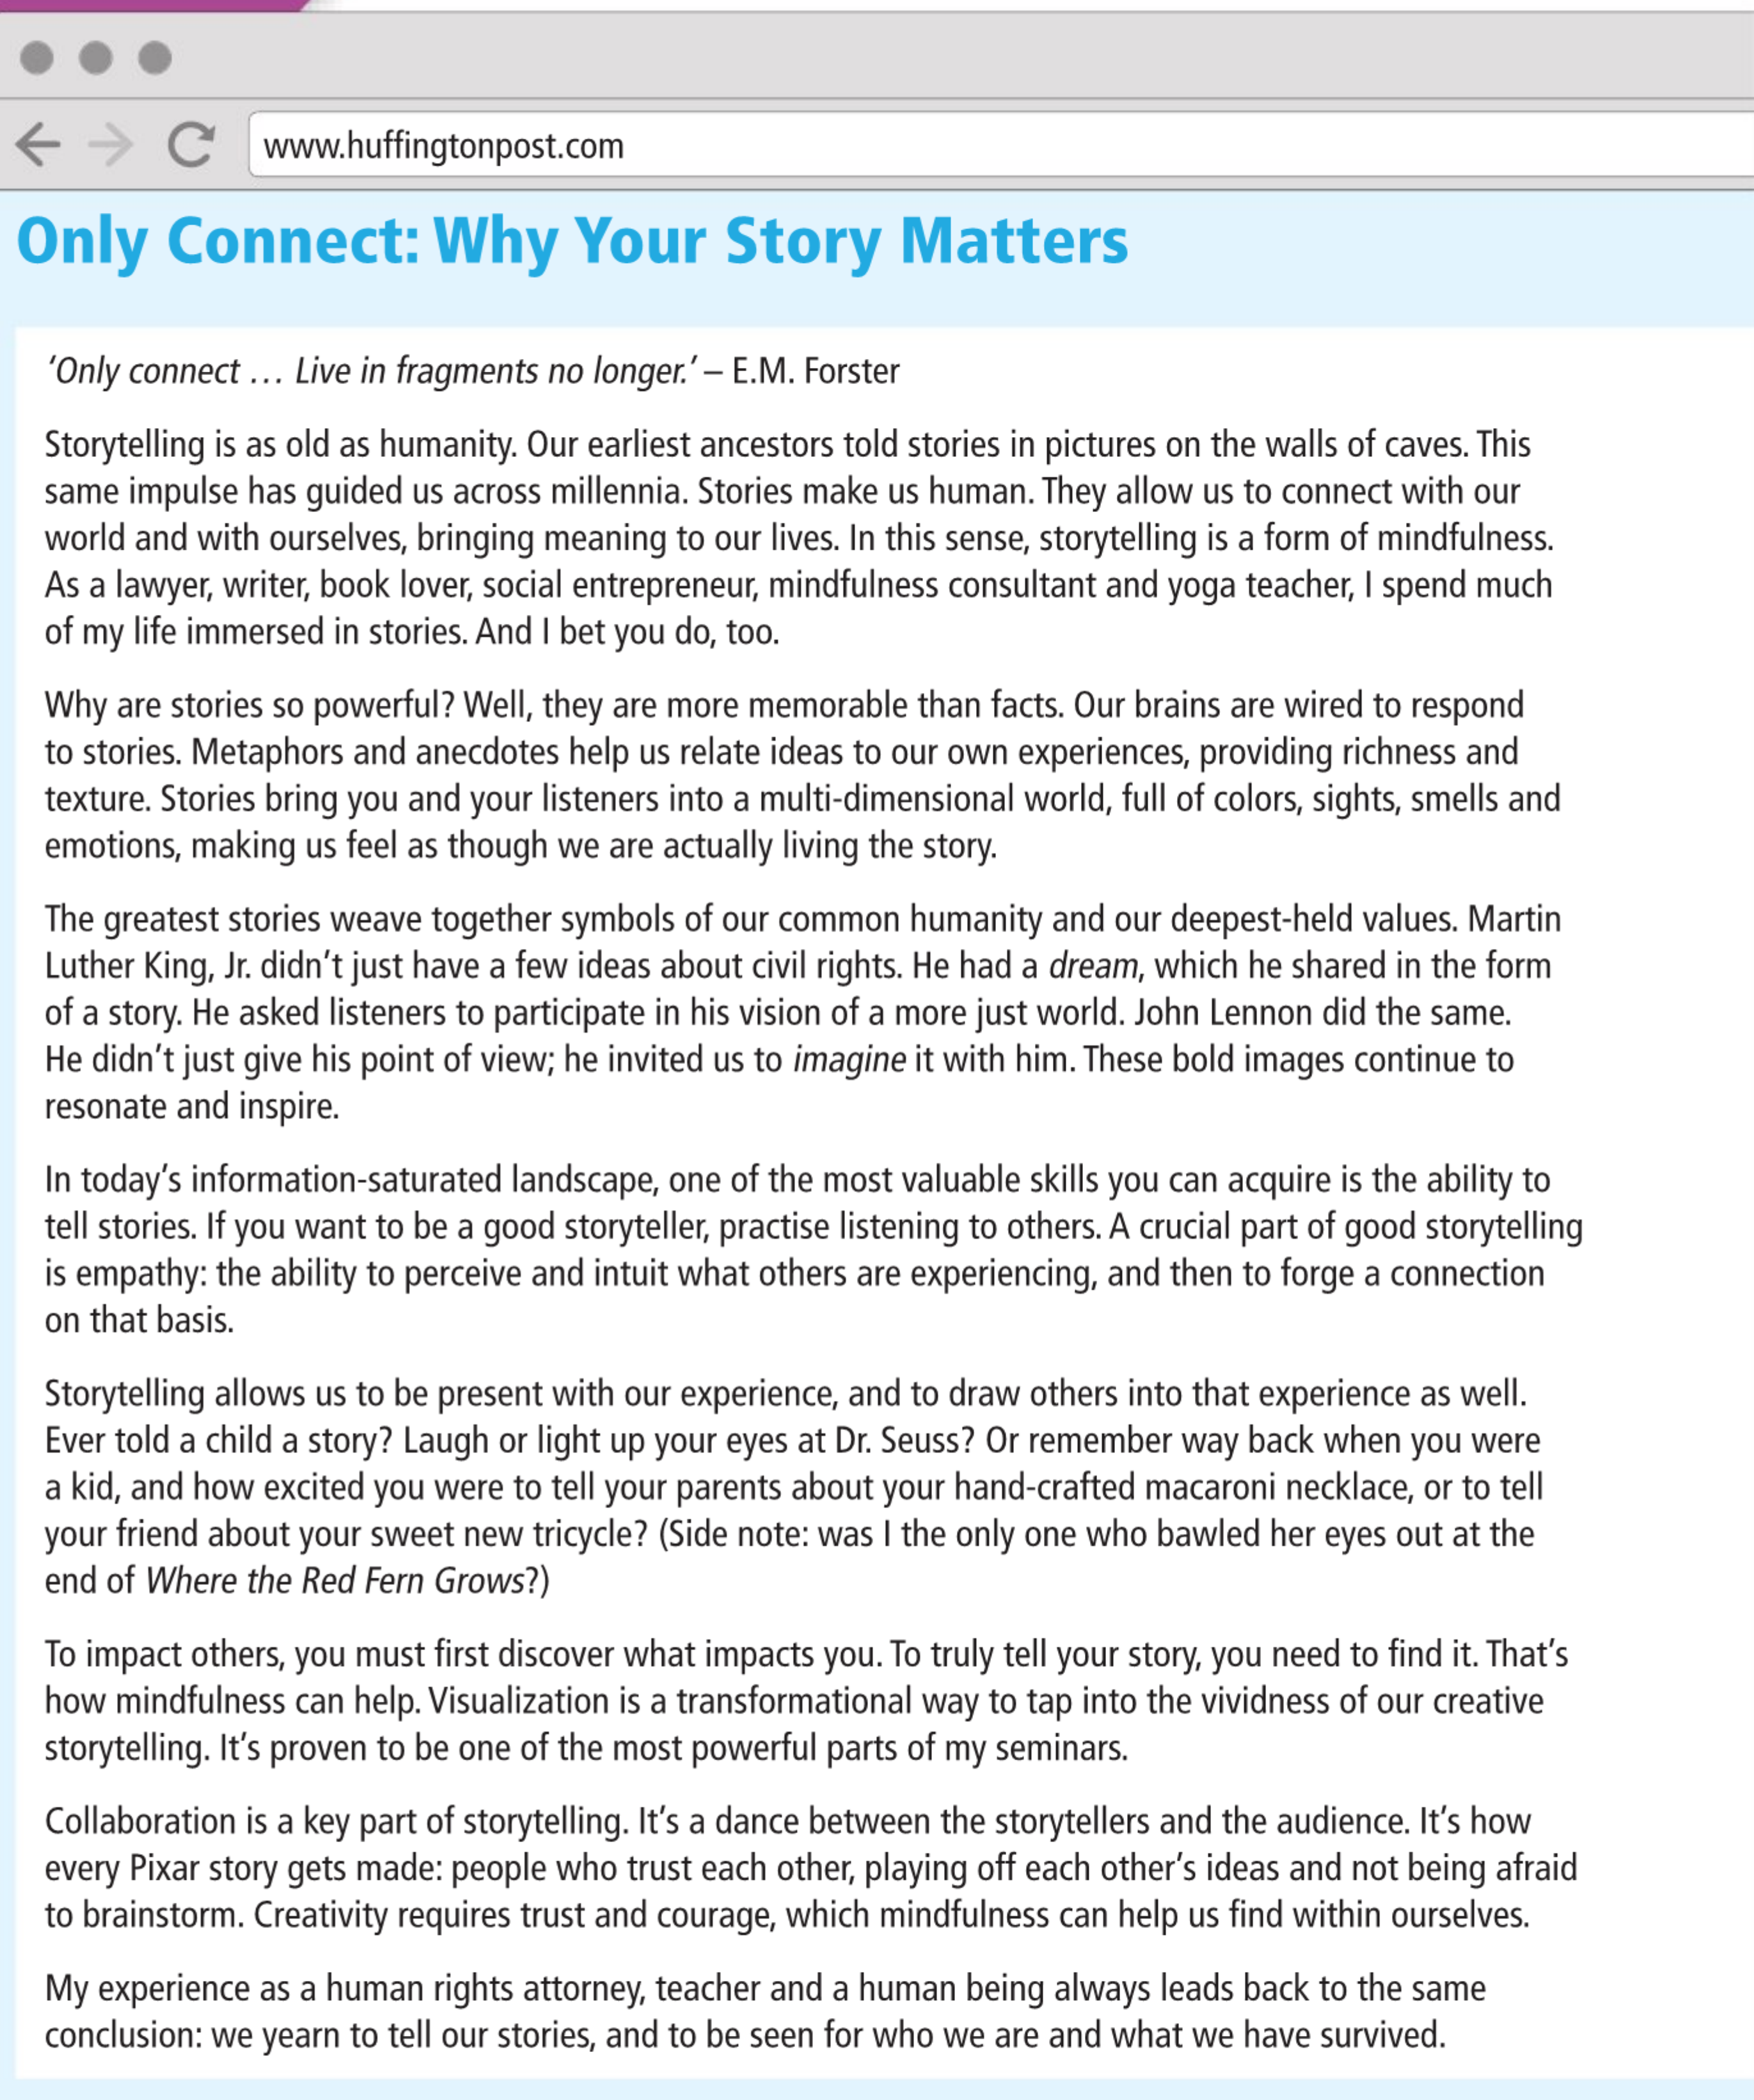 www.huffingtonpost.com
Only Connect: Why Your Story Matters
‘Only connect … Live in fragments no longer.’ – E.M. Forster
Storytelling is as old as humanity. Our earliest ancestors told stories in pictures on the walls of caves. This
same impulse has guided us across millennia. Stories make us human. They allow us to connect with our
world and with ourselves, bringing meaning to our lives. In this sense, storytelling is a form of mindfulness.
As a lawyer, writer, book lover, social entrepreneur, mindfulness consultant and yoga teacher, I spend much
of my life immersed in stories. And I bet you do, too.
Why are stories so powerful? Well, they are more memorable than facts. Our brains are wired to respond
to stories. Metaphors and anecdotes help us relate ideas to our own experiences, providing richness and
texture. Stories bring you and your listeners into a multi-dimensional world, full of colors, sights, smells and
emotions, making us feel as though we are actually living the story.
The greatest stories weave together symbols of our common humanity and our deepest-held values. Martin
Luther King, Jr. didn’t just have a few ideas about civil rights. He had a dream, which he shared in the form
of a story. He asked listeners to participate in his vision of a more just world. John Lennon did the same.
He didn’t just give his point of view; he invited us to imagine it with him. These bold images continue to
resonate and inspire.
In today’s information-saturated landscape, one of the most valuable skills you can acquire is the ability to
tell stories. If you want to be a good storyteller, practise listening to others. A crucial part of good storytelling
is empathy: the ability to perceive and intuit what others are experiencing, and then to forge a connection
on that basis.
Storytelling allows us to be present with our experience, and to draw others into that experience as well.
Ever told a child a story? Laugh or light up your eyes at Dr. Seuss? Or remember way back when you were
a kid, and how excited you were to tell your parents about your hand-crafted macaroni necklace, or to tell
your friend about your sweet new tricycle? (Side note: was I the only one who bawled her eyes out at the
end of Where the Red Fern Grows?)
To impact others, you must first discover what impacts you. To truly tell your story, you need to find it. That’s
how mindfulness can help. Visualization is a transformational way to tap into the vividness of our creative
storytelling. It’s proven to be one of the most powerful parts of my seminars.
Collaboration is a key part of storytelling. It’s a dance between the storytellers and the audience. It’s how
every Pixar story gets made: people who trust each other, playing off each other’s ideas and not being afraid
to brainstorm. Creativity requires trust and courage, which mindfulness can help us find within ourselves.
My experience as a human rights attorney, teacher and a human being always leads back to the same
conclusion: we yearn to tell our stories, and to be seen for who we are and what we have survived.